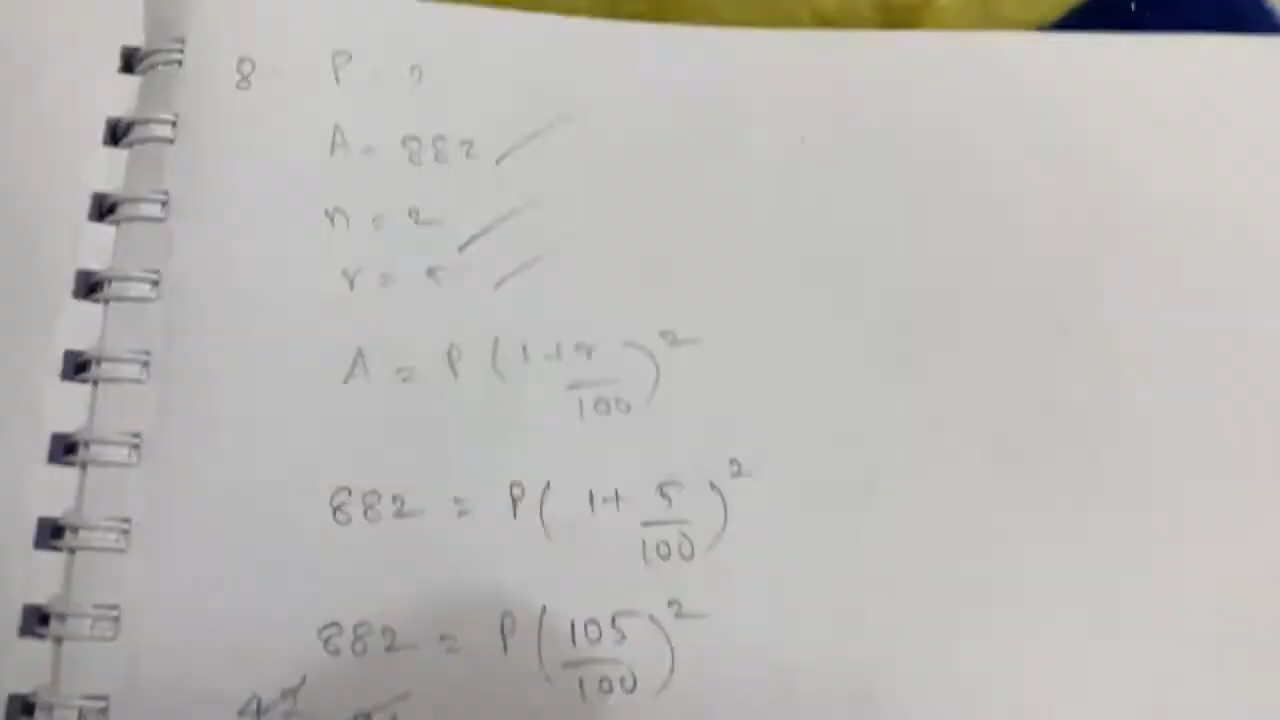 8 P = ?
A = 882
n = 2
r = 5
A = P (1+r/100)²
882 = P (1+ 5/100)²
882 = P (105/100)²